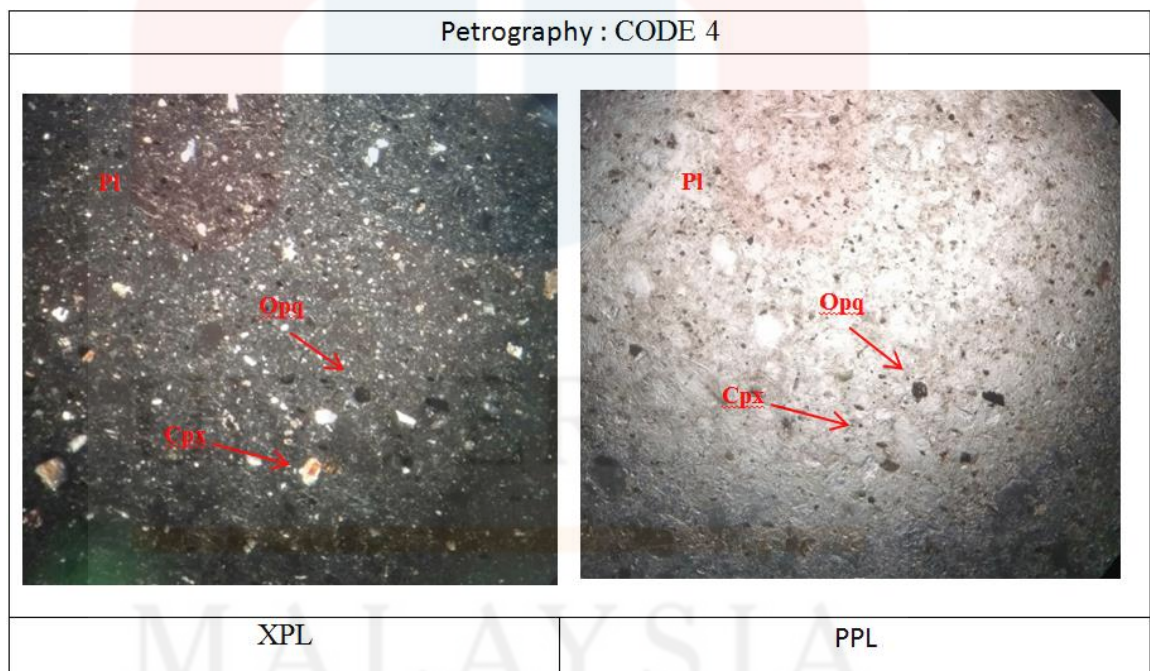 Petrography : CODE 4
Pl
Opq
Cpx
Pl
Opq
Cpx
XPL
PPL
MALAYSIA